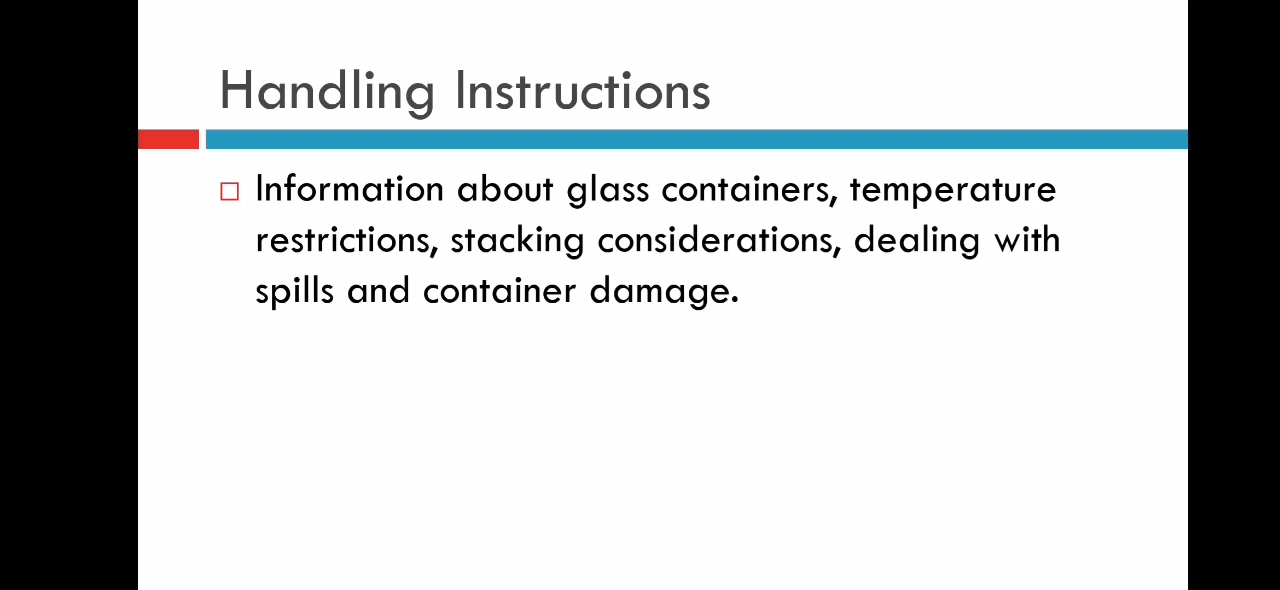 Handling Instructions
Information about glass containers, temperature
restrictions, stacking considerations, dealing with
spills and container damage.